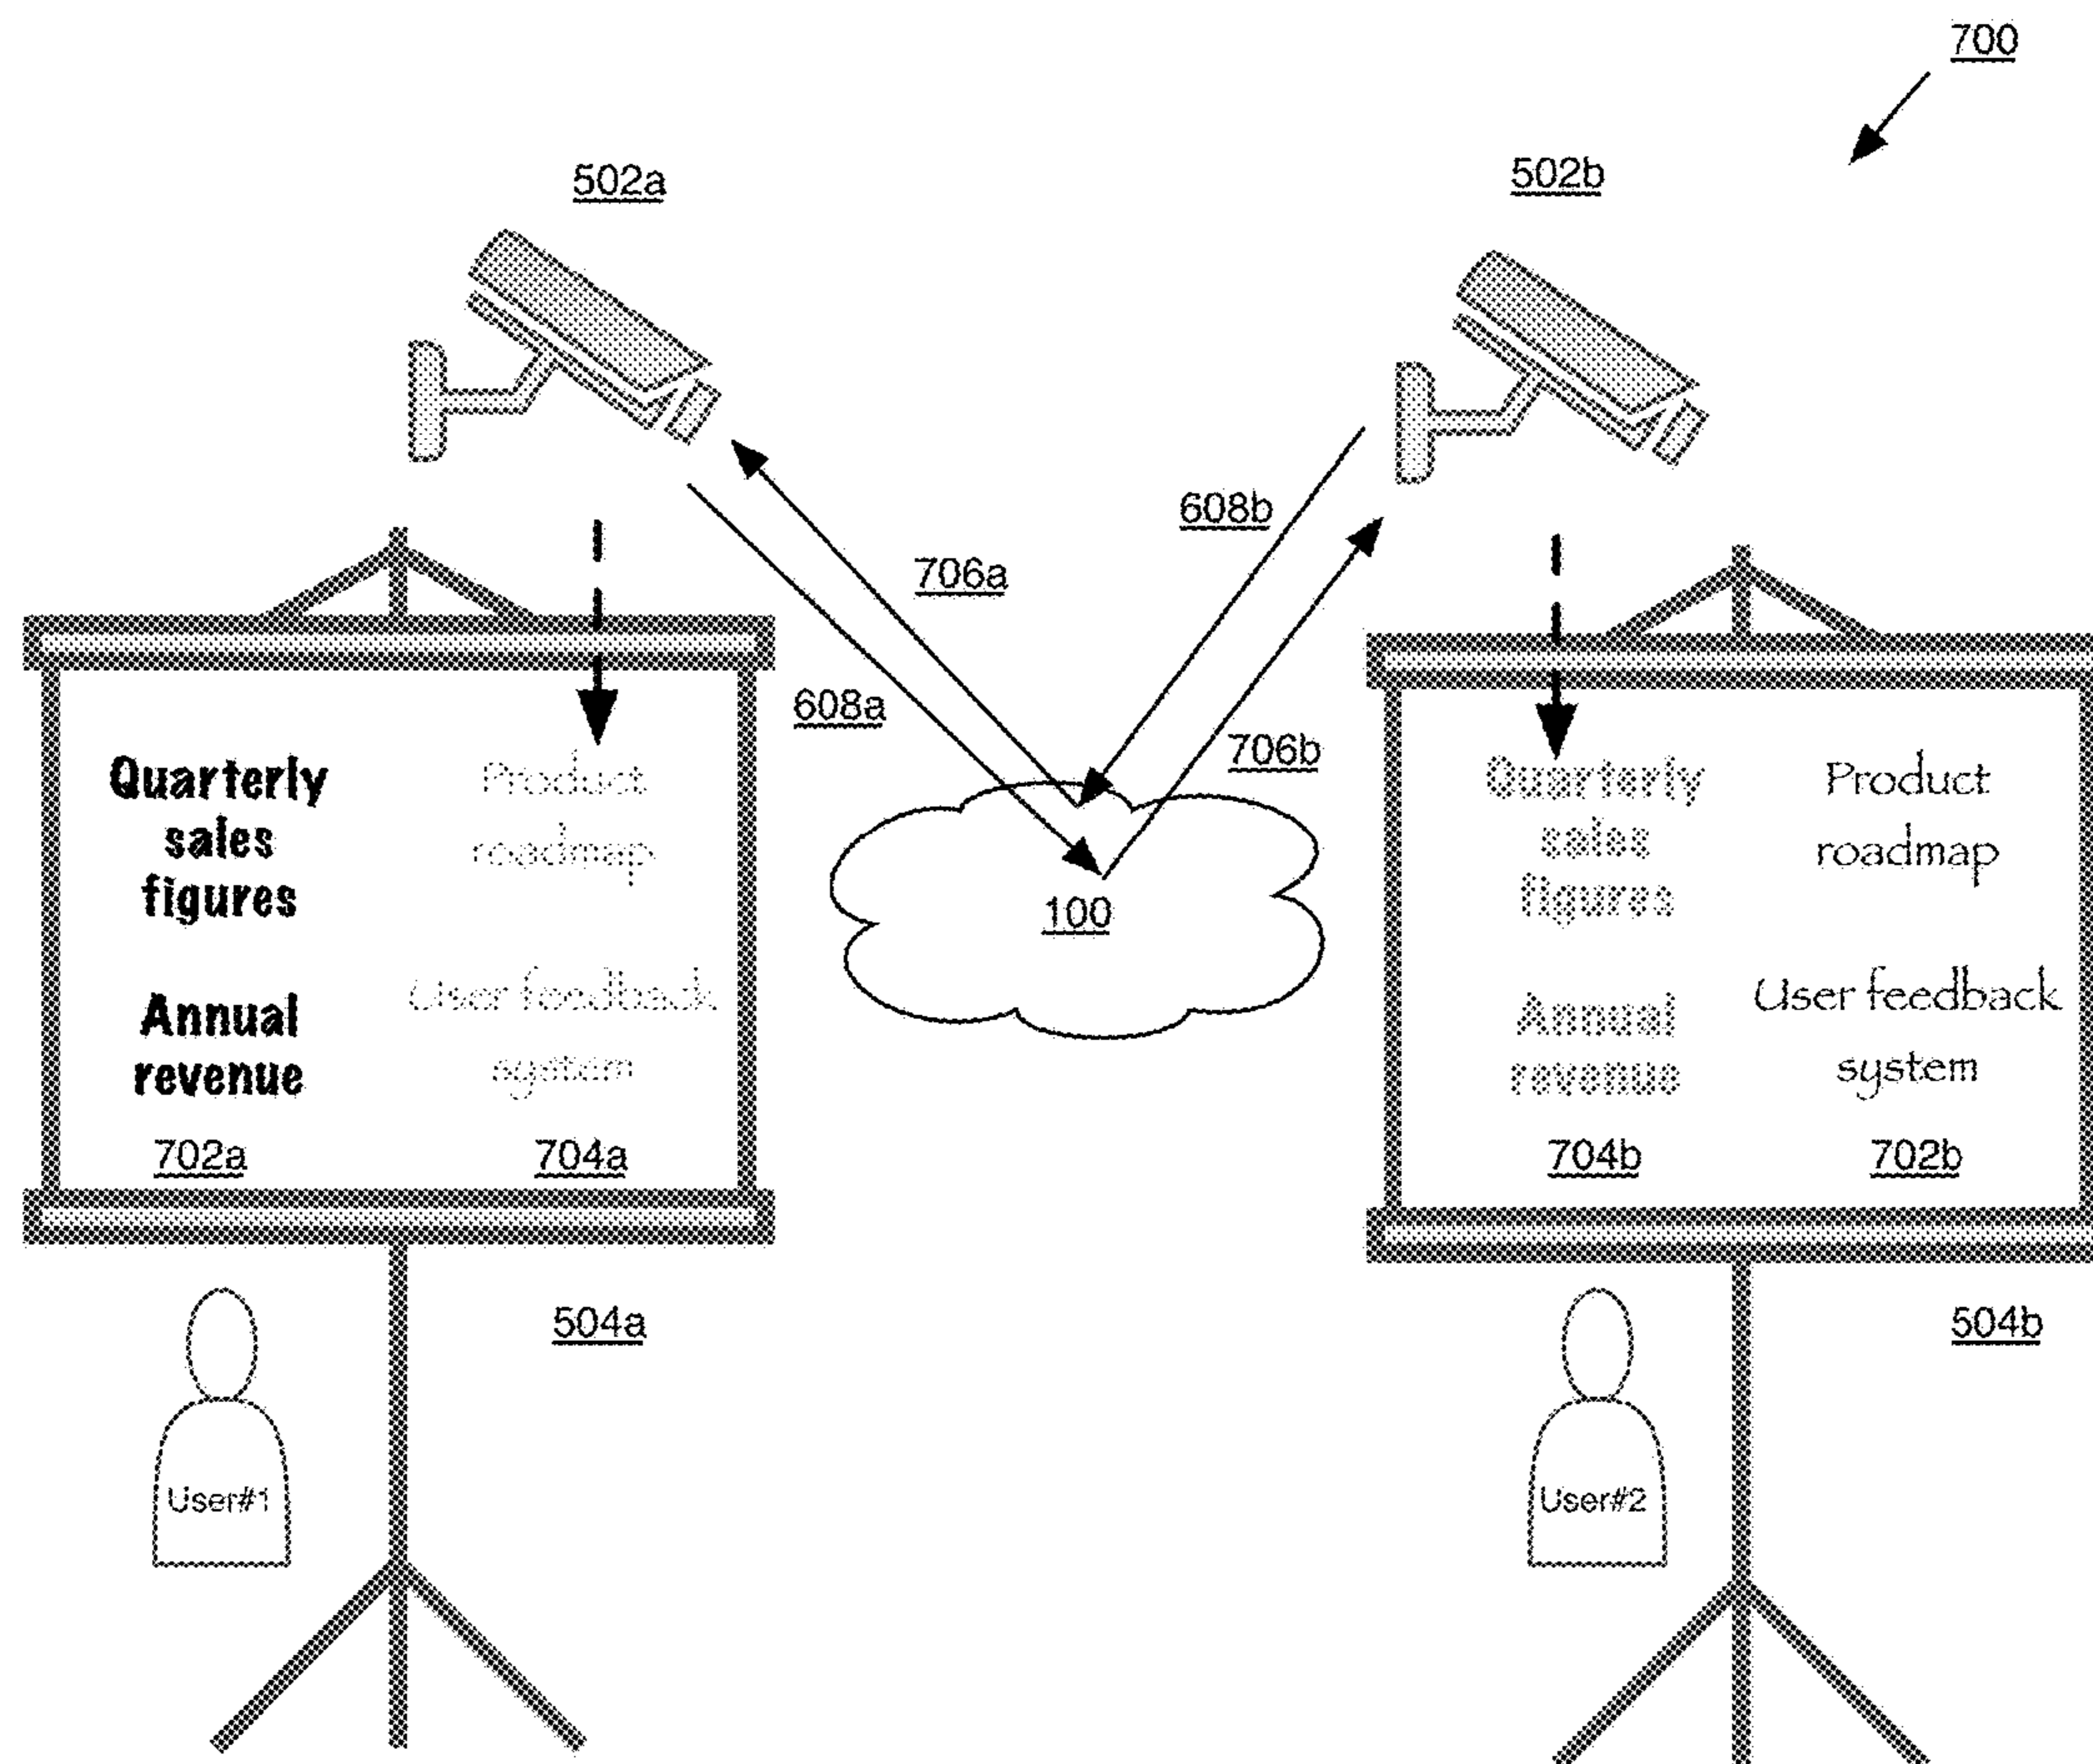 700
502a
502b
608b
706a
608a
706b
Quarterly
sales
figures
Annual
revenue
702a
Product
roadmap
User feedback
system
704a
100
Quarterly
sales
figures
Annual
revenue
704b
Product
roadmap
User feedback
system
702b
504a
504b
User#1
User#2